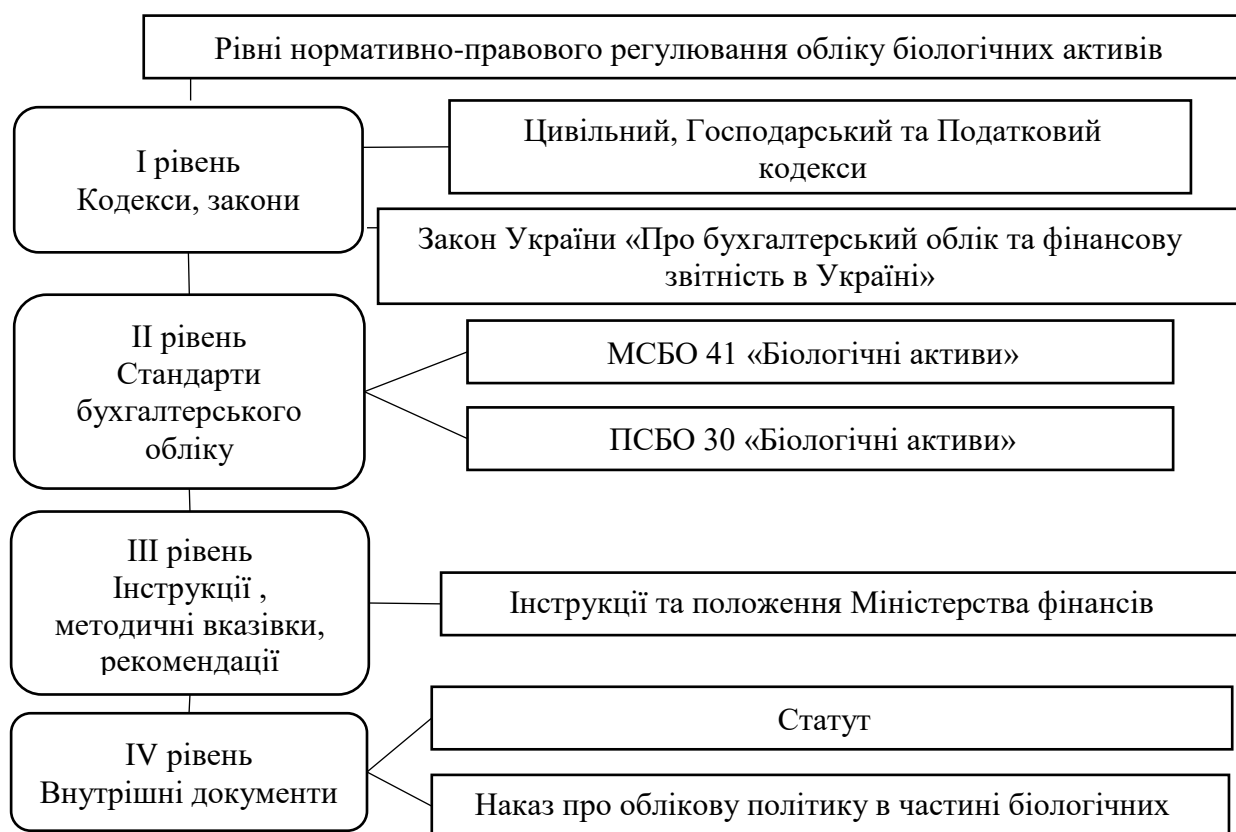 Рівні нормативно-правового регулювання обліку біологічних активів
І рівень
Кодекси, закони
Цивільний, Господарський та Податковий
кодекси
Закон України «Про бухгалтерський облік та фінансову
звітність в Україні»
ІІ рівень
Стандарти
бухгалтерського
обліку
МСБО 41 «Біологічні активи»
ПСБО 30 «Біологічні активи»
ІІІ рівень
Інструкції ,
методичні вказівки,
рекомендації
Інструкції та положення Міністерства фінансів
IV рівень
Внутрішні документи
Статут
Наказ про облікову політику в частині біологічних